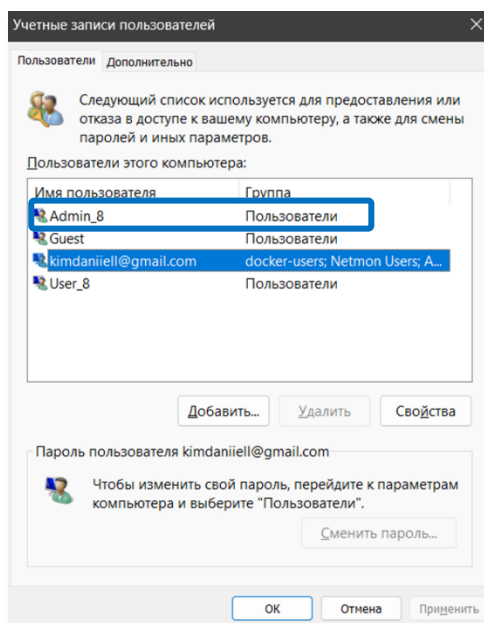 Учетные записи пользователей
Пользователи Дополнительно
Следующий список используется для предоставления или
отказа в доступе к вашему компьютеру, а также для смены
паролей и иных параметров.
Пользователи этого компьютера:
Имя пользователя Группа
Admin_8 Пользователи
Guest Пользователи
kimdaniiell@gmail.com docker-users; Netmon Users; A...
User_8 Пользователи
Добавить... Удалить Свойства
Пароль пользователя kimdaniiell@gmail.com
Чтобы изменить свой пароль, перейдите к параметрам
компьютера и выберите "Пользователи".
Сменить пароль...
ОК Отмена Применить